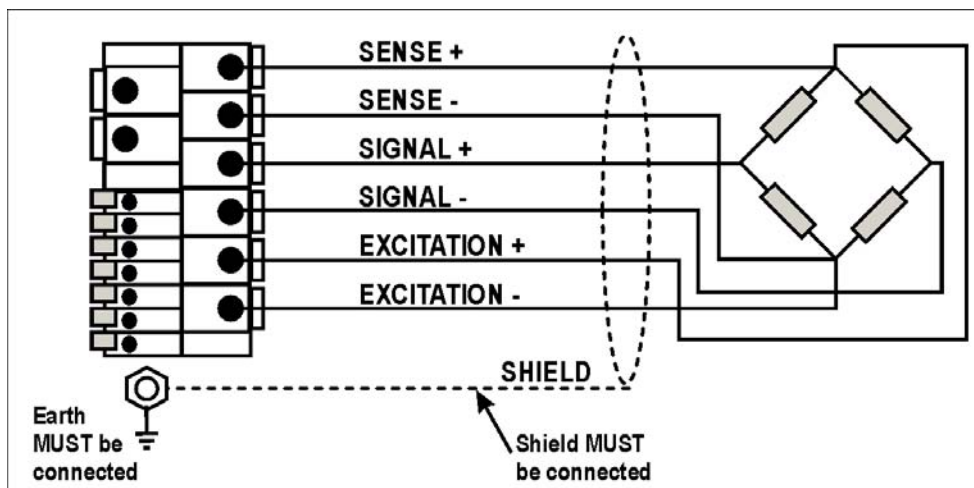 SENSE +
SENSE -
SIGNAL +
SIGNAL -
EXCITATION +
EXCITATION -
SHIELD
Earth
MUST be
connected
Shield MUST
be connected